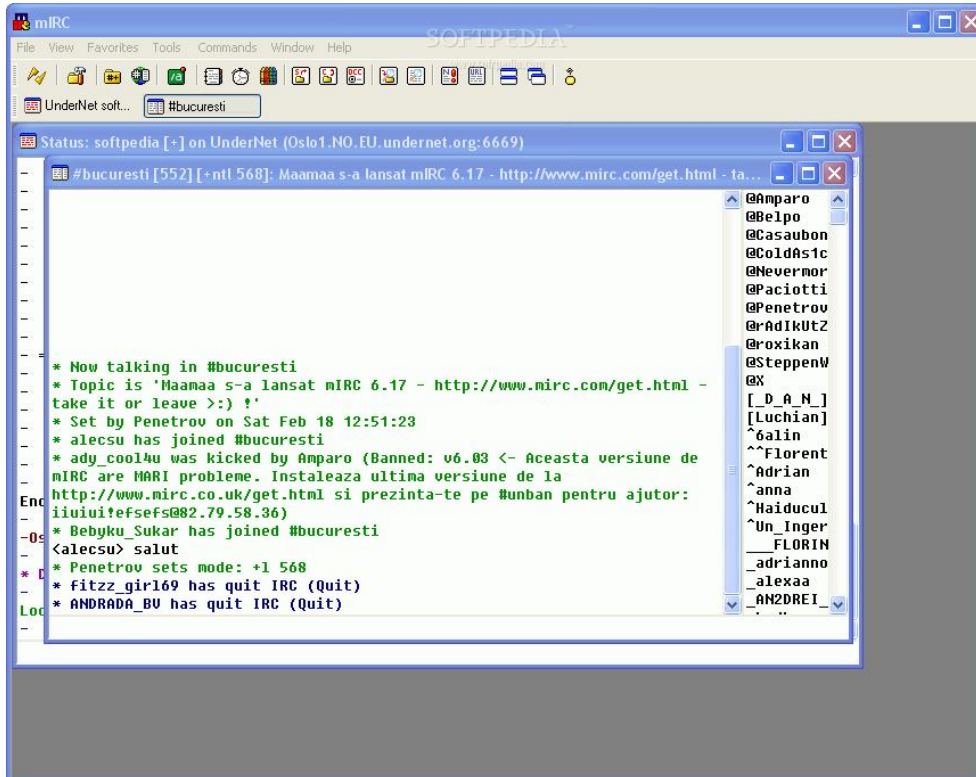 mIRC
SOFTPEDIA
File View Favorites Tools Commands Window Help
UnderNet soft... #bucuresti
Status: softpedia [+] on UnderNet (Oslo1.NO.EU.undernet.org:6669)
#bucuresti [552] [+ntl 568]: Maamaa s-a lansat mIRC 6.17 - http://www.mirc.com/get.html - ta...
* Now talking in #bucuresti
* Topic is 'Maamaa s-a lansat mIRC 6.17 - http://www.mirc.com/get.html -
take it or leave >:) !'
* Set by Penetrov on Sat Feb 18 12:51:23
* alecsu has joined #bucuresti
* ady_cool4u was kicked by Amparo (Banned: v6.03 <- Aceasta versiune de
mIRC are MARI probleme. Instaleaza ultima versiune de la
http://www.mirc.co.uk/get.html si prezinta-te pe #unban pentru ajutor:
iiuiui!efsefs@82.79.58.36)
* Bebyku_Sukar has joined #bucuresti
<alecsu> salut
* Penetrov sets mode: +l 568
* fitzz_girl69 has quit IRC (Quit)
* ANDRADA_BV has quit IRC (Quit)
@Amparo
@Belpo
@Casaubon
@ColdAs1c
@Nevermor
@Paciotti
@Penetrov
@rAdIkUtZ
@roxikan
@SteppenW
@X
[_D_A_N_]
[Luchian]
^6alin
^^Florent
^Adrian
^anna
^Haiducul
^Un_Inger
___FLORIN
_adrianno
_alexaa
_AN2DREI_